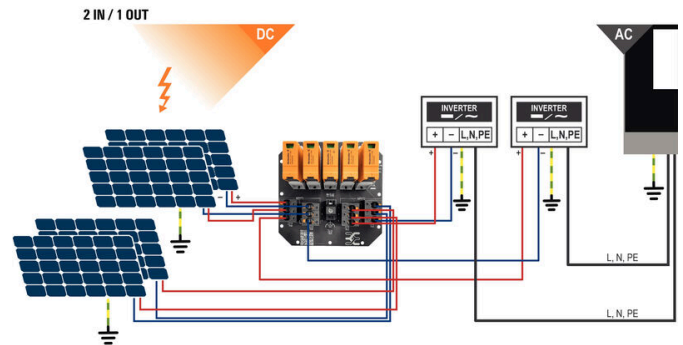 2 IN / 1 OUT
DC
AC
INVERTER
+ − L,N,PE
INVERTER
+ − L,N,PE
+ −
+ −
− +
L, N, PE
L, N, PE